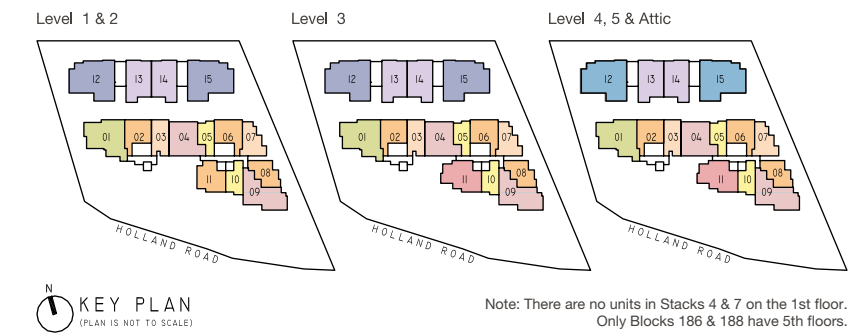 Level 1 & 2
Level 3
Level 4, 5 & Attic
12 13 14 15
12 13 14 15
12 13 14 15
01 02 03 04 05 06 07
01 02 03 04 05 06 07
01 02 03 04 05 06 07
11 10 08
09
11 10 08
09
11 10 08
09
HOLLAND ROAD
HOLLAND ROAD
HOLLAND ROAD
N
KEY PLAN
(PLAN IS NOT TO SCALE)
Note: There are no units in Stacks 4 & 7 on the 1st floor.
Only Blocks 186 & 188 have 5th floors.